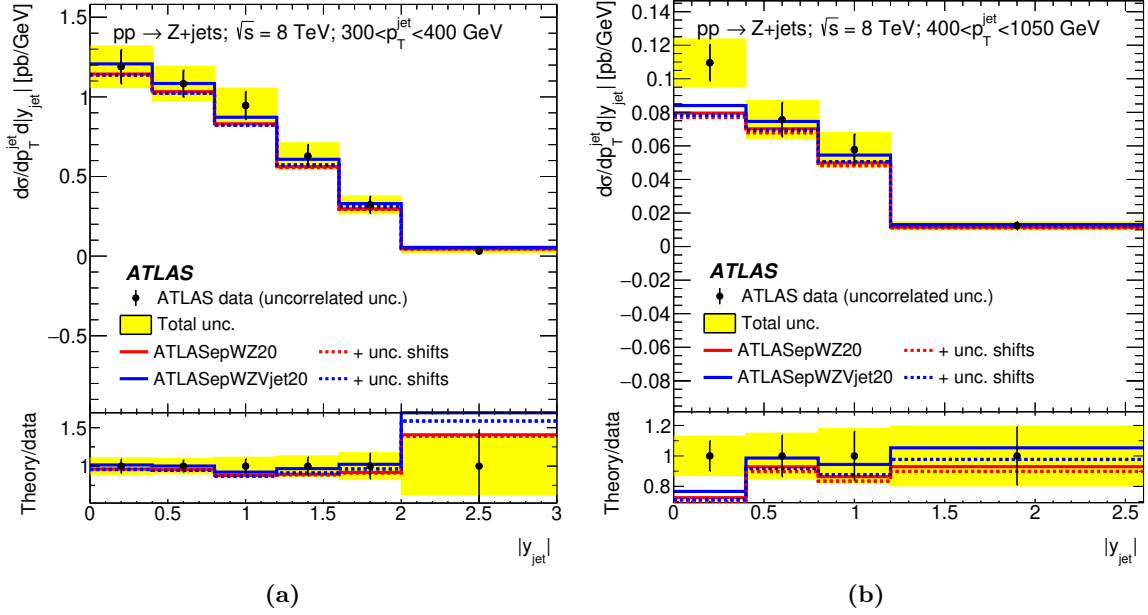 dσ/dp_T^jet d|y_jet| [pb/GeV]
1.5
1
0.5
0
−0.5
pp → Z+jets; √s = 8 TeV; 300<p_T^jet<400 GeV
ATLAS
ATLAS data (uncorrelated unc.)
Total unc.
ATLASepWZ20 + unc. shifts
ATLASepWZVjet20 + unc. shifts
Theory/data
1.5
1
0 0.5 1 1.5 2 2.5 3
|y_jet|
(a)
dσ/dp_T^jet d|y_jet| [pb/GeV]
0.14
0.12
0.1
0.08
0.06
0.04
0.02
0
−0.02
−0.04
−0.06
−0.08
pp → Z+jets; √s = 8 TeV; 400<p_T^jet<1050 GeV
ATLAS
ATLAS data (uncorrelated unc.)
Total unc.
ATLASepWZ20 + unc. shifts
ATLASepWZVjet20 + unc. shifts
Theory/data
1.2
1.0
0.8
0 0.5 1 1.5 2 2.5
|y_jet|
(b)